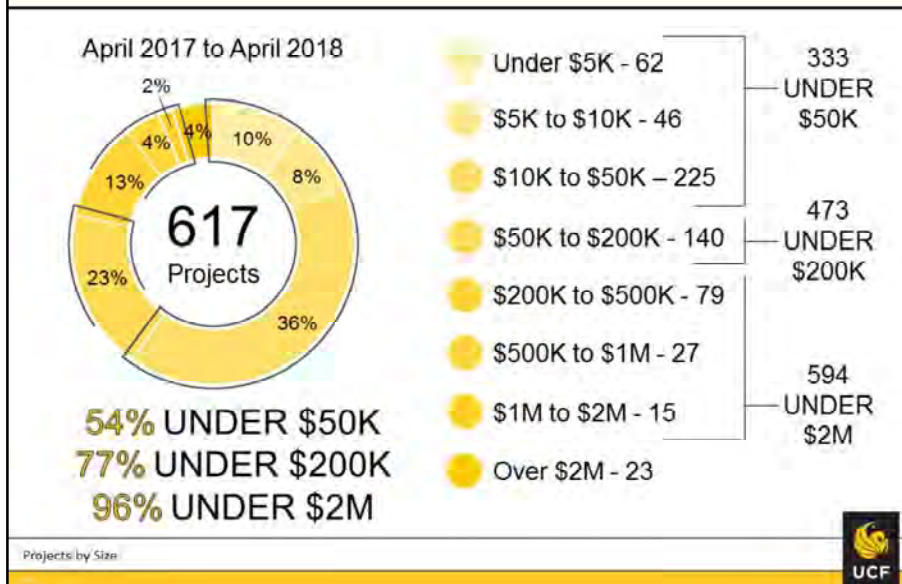 April 2017 to April 2018
2%
4%
4%
10%
13%
8%
617
Projects
23%
36%
54% UNDER $50K
77% UNDER $200K
96% UNDER $2M
Under $5K - 62
$5K to $10K - 46
$10K to $50K – 225
$50K to $200K - 140
$200K to $500K - 79
$500K to $1M - 27
$1M to $2M - 15
Over $2M - 23
333
UNDER
$50K
473
UNDER
$200K
594
UNDER
$2M
Projects by Size
UCF